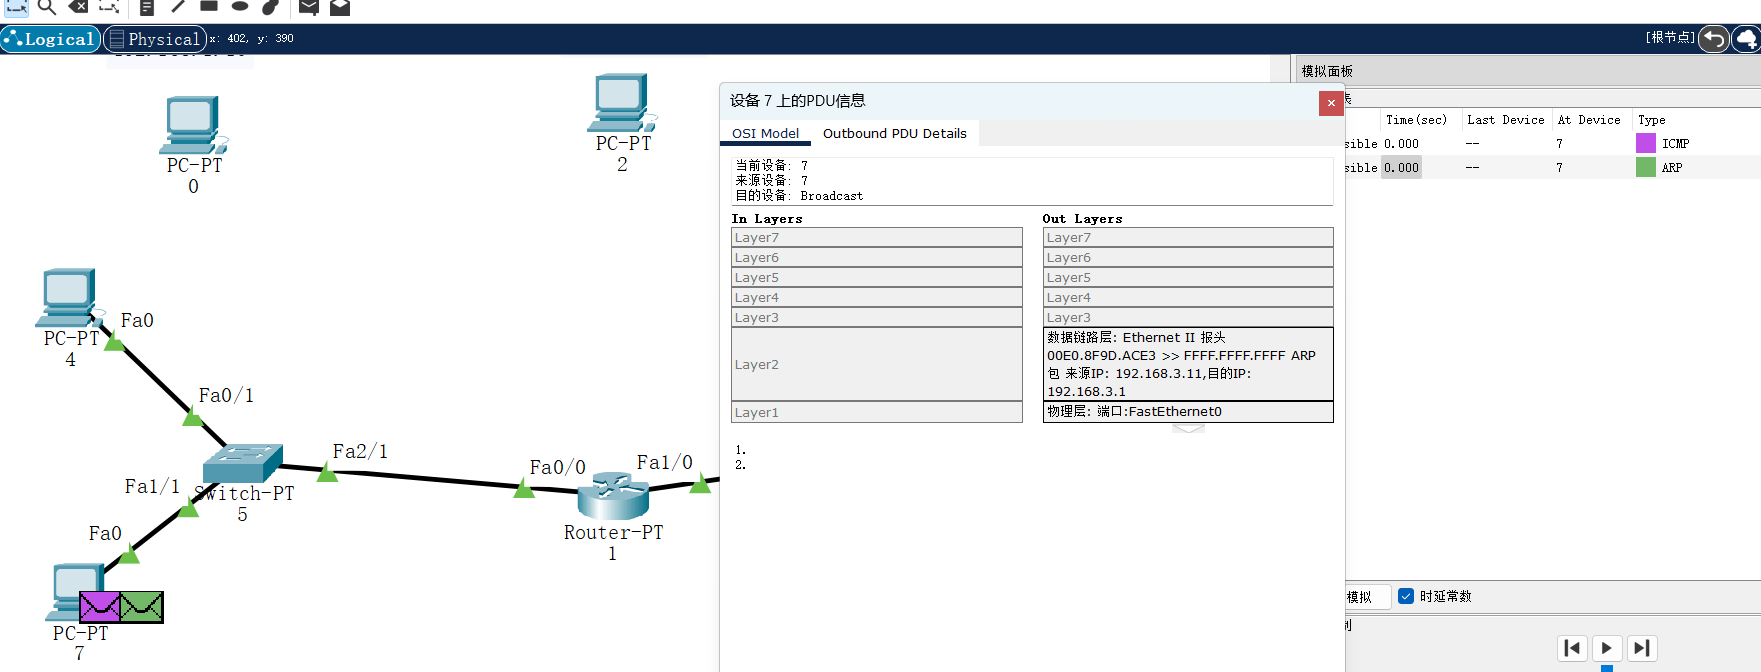 Logical
Physical
x: 402, y: 390
[根节点]
PC-PT
0
PC-PT
2
PC-PT
4
Fa0
Fa0/1
Fa2/1
Fa1/1
Switch-PT
5
Fa0
PC-PT
7
Fa0/0
Fa1/0
Router-PT
1
设备 7 上的PDU信息
OSI Model
Outbound PDU Details
当前设备: 7
来源设备: 7
目的设备: Broadcast
In Layers
Layer7
Layer6
Layer5
Layer4
Layer3
Layer2
Layer1
Out Layers
Layer7
Layer6
Layer5
Layer4
Layer3
数据链路层: Ethernet II 报头
00E0.8F9D.ACE3 >> FFFF.FFFF.FFFF ARP
包 来源IP: 192.168.3.11,目的IP:
192.168.3.1
物理层: 端口:FastEthernet0
1.
2.
模拟面板
表
Time(sec) Last Device At Device Type
sible 0.000 -- 7 ICMP
sible 0.000 -- 7 ARP
模拟
时延常数